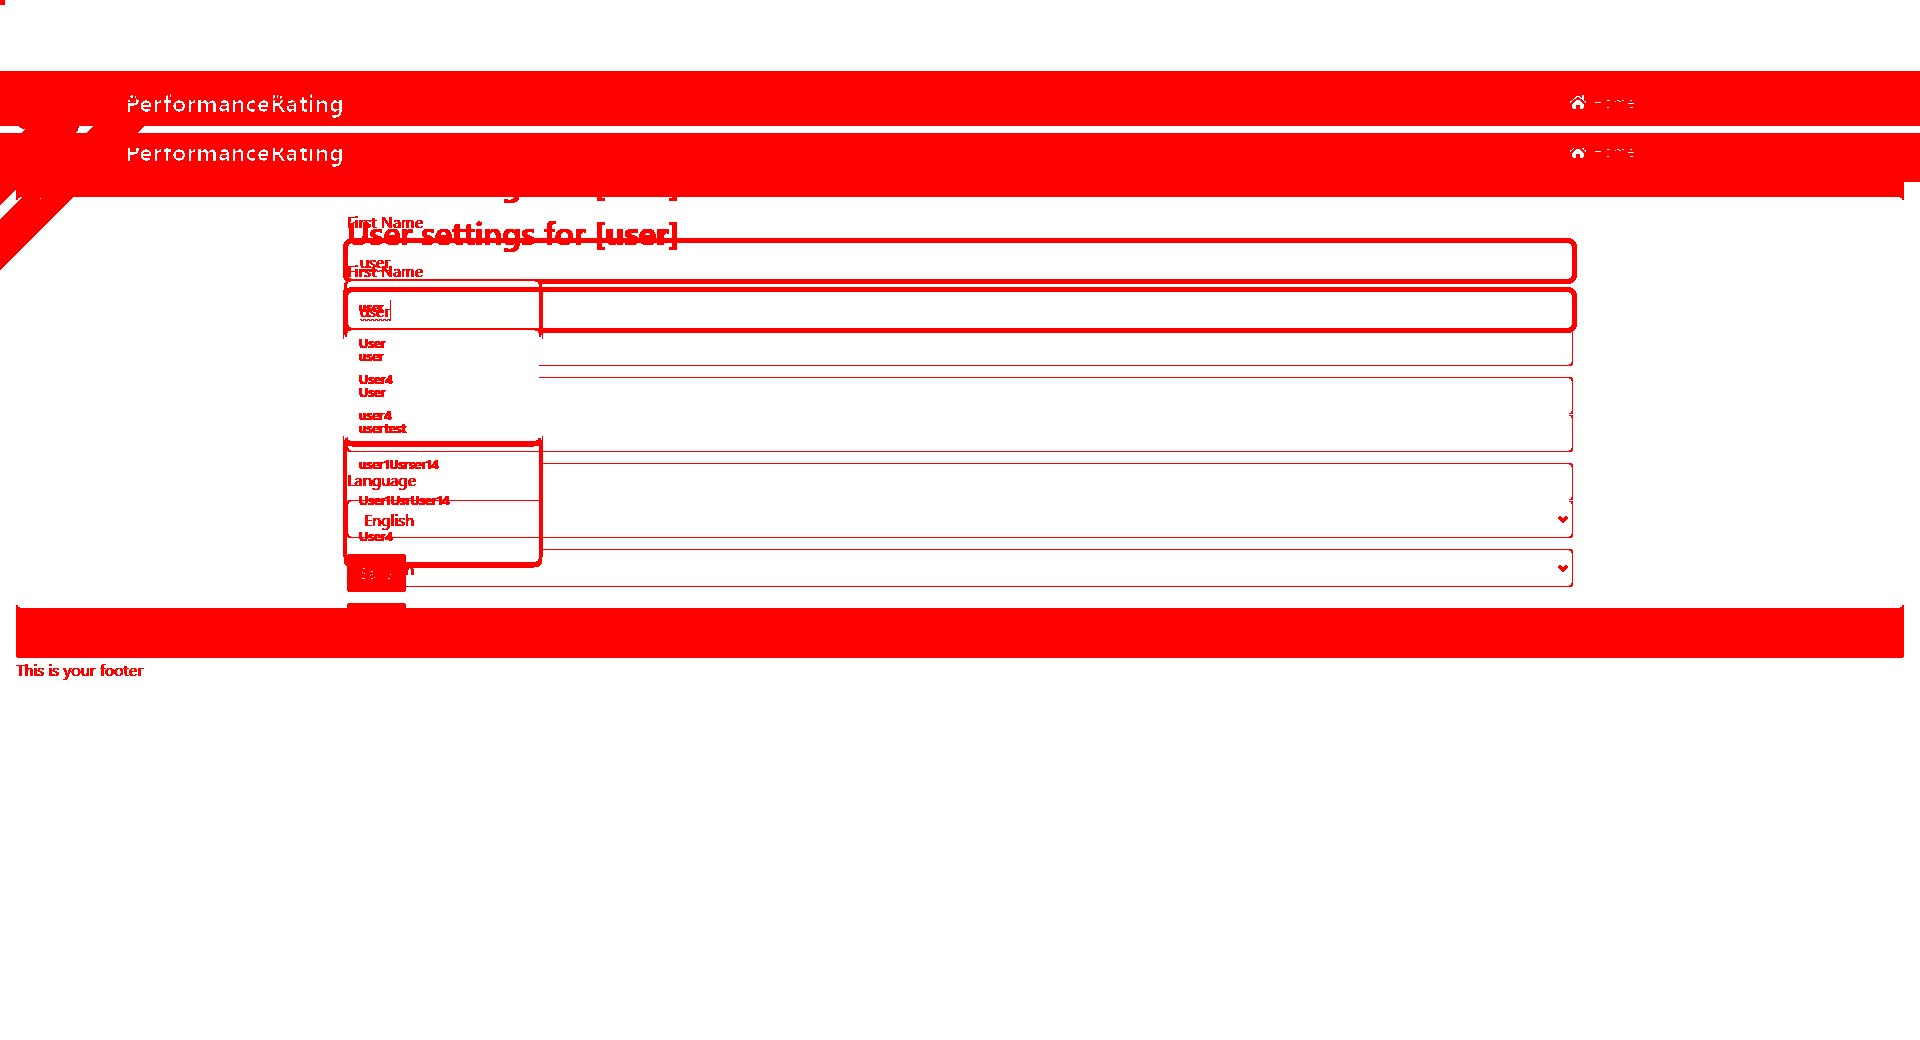 PerformanceRating Home
PerformanceRating Home
First Name
User settings for [user]
user
First Name
user
user
User
user
User4
User
user4
usertest
user1Usrser14
Language
User1UsrUser14
English
User4
This is your footer